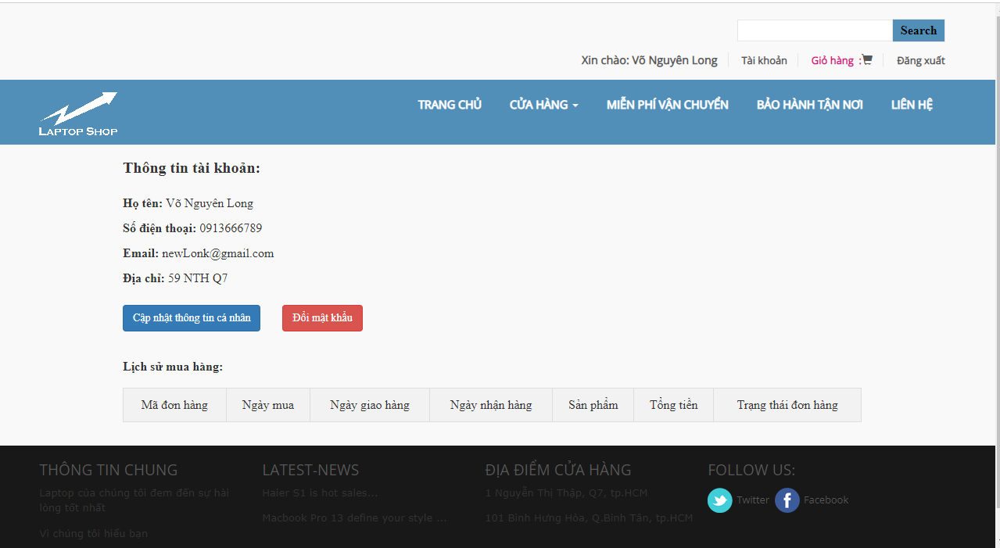 Search
Xin chào: Võ Nguyên Long Tài khoản Giỏ hàng : Đăng xuất
LAPTOP SHOP
TRANG CHỦ CỬA HÀNG MIỄN PHÍ VẬN CHUYỂN BẢO HÀNH TẬN NƠI LIÊN HỆ
Thông tin tài khoản:
Họ tên: Võ Nguyên Long
Số điện thoại: 0913666789
Email: newLonk@gmail.com
Địa chỉ: 59 NTH Q7
Cập nhật thông tin cá nhân Đổi mật khẩu
Lịch sử mua hàng:
Mã đơn hàng Ngày mua Ngày giao hàng Ngày nhận hàng Sản phẩm Tổng tiền Trạng thái đơn hàng
THÔNG TIN CHUNG
Laptop của chúng tôi đem đến sự hài
lòng tốt nhất
Vì chúng tôi hiểu bạn
LATEST-NEWS
Haier S1 is hot sales...
Macbook Pro 13 define your style ...
ĐỊA ĐIỂM CỬA HÀNG
1 Nguyễn Thị Thập, Q7, tp.HCM
101 Bình Hưng Hòa, Q.Bình Tân, tp.HCM
FOLLOW US:
Twitter Facebook